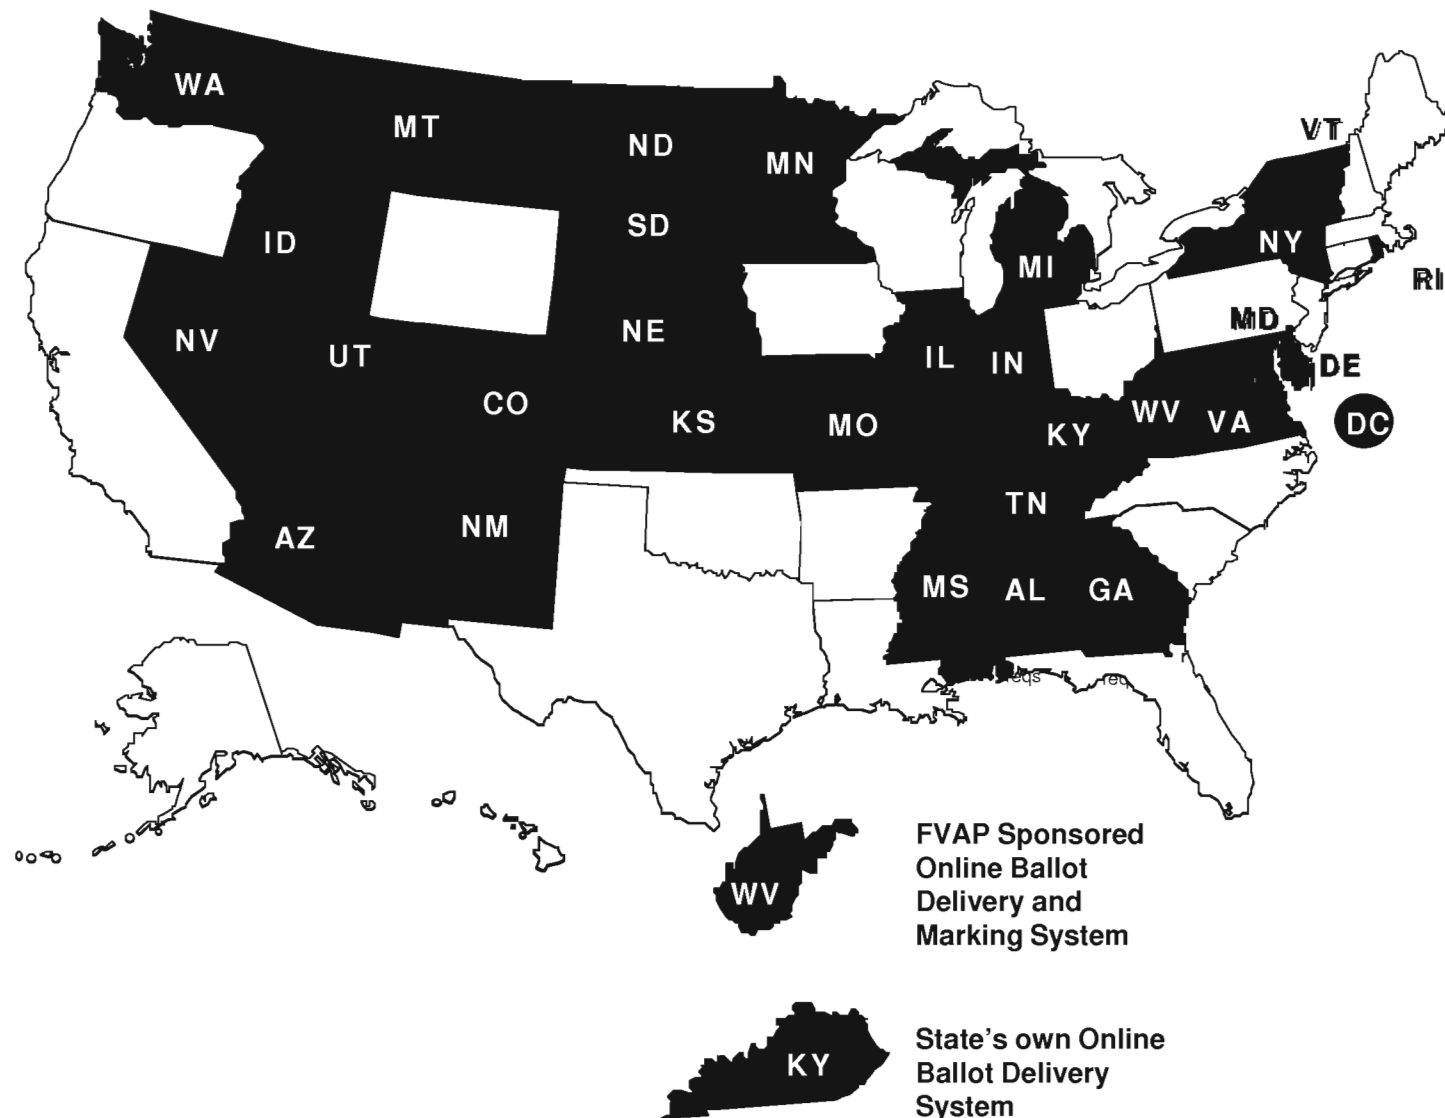 WA
MT
ND
MN
VT
ID
SD
NY
MI
RI
NV
UT
NE
IL
IN
MD
DE
CO
KS
MO
KY
WV
VA
DC
AZ
NM
TN
MS
AL
GA
reqs
req
FVAP Sponsored
Online Ballot
Delivery and
Marking System
WV
State's own Online
Ballot Delivery
System
KY